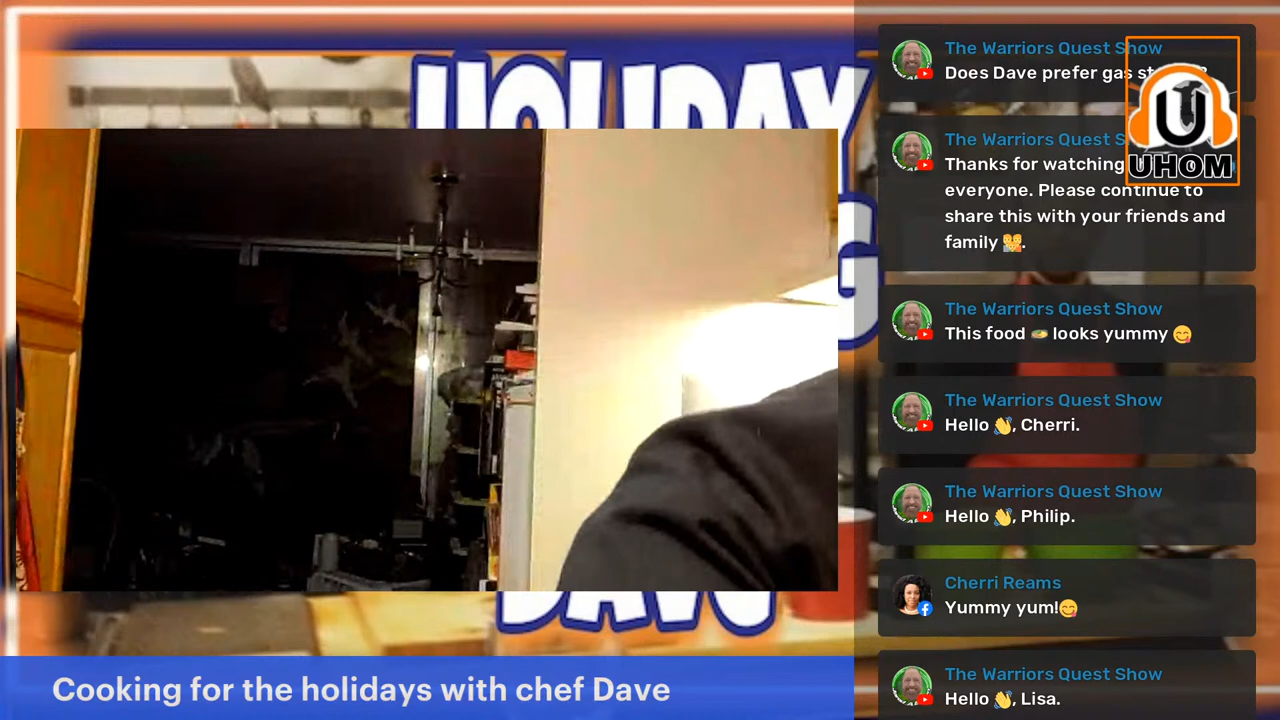 HOLIDAY
G
DAVE
Cooking for the holidays with chef Dave
The Warriors Quest Show
Does Dave prefer gas
The Warriors Quest
Thanks for watching
everyone. Please continue to
share this with your friends and
family 👨‍👩‍👧‍👦.
The Warriors Quest Show
This food 🥘 looks yummy 😋
The Warriors Quest Show
Hello 👋, Cherri.
The Warriors Quest Show
Hello 👋, Philip.
Cherri Reams
Yummy yum!😋
The Warriors Quest Show
Hello 👋, Lisa.
U
UHOM